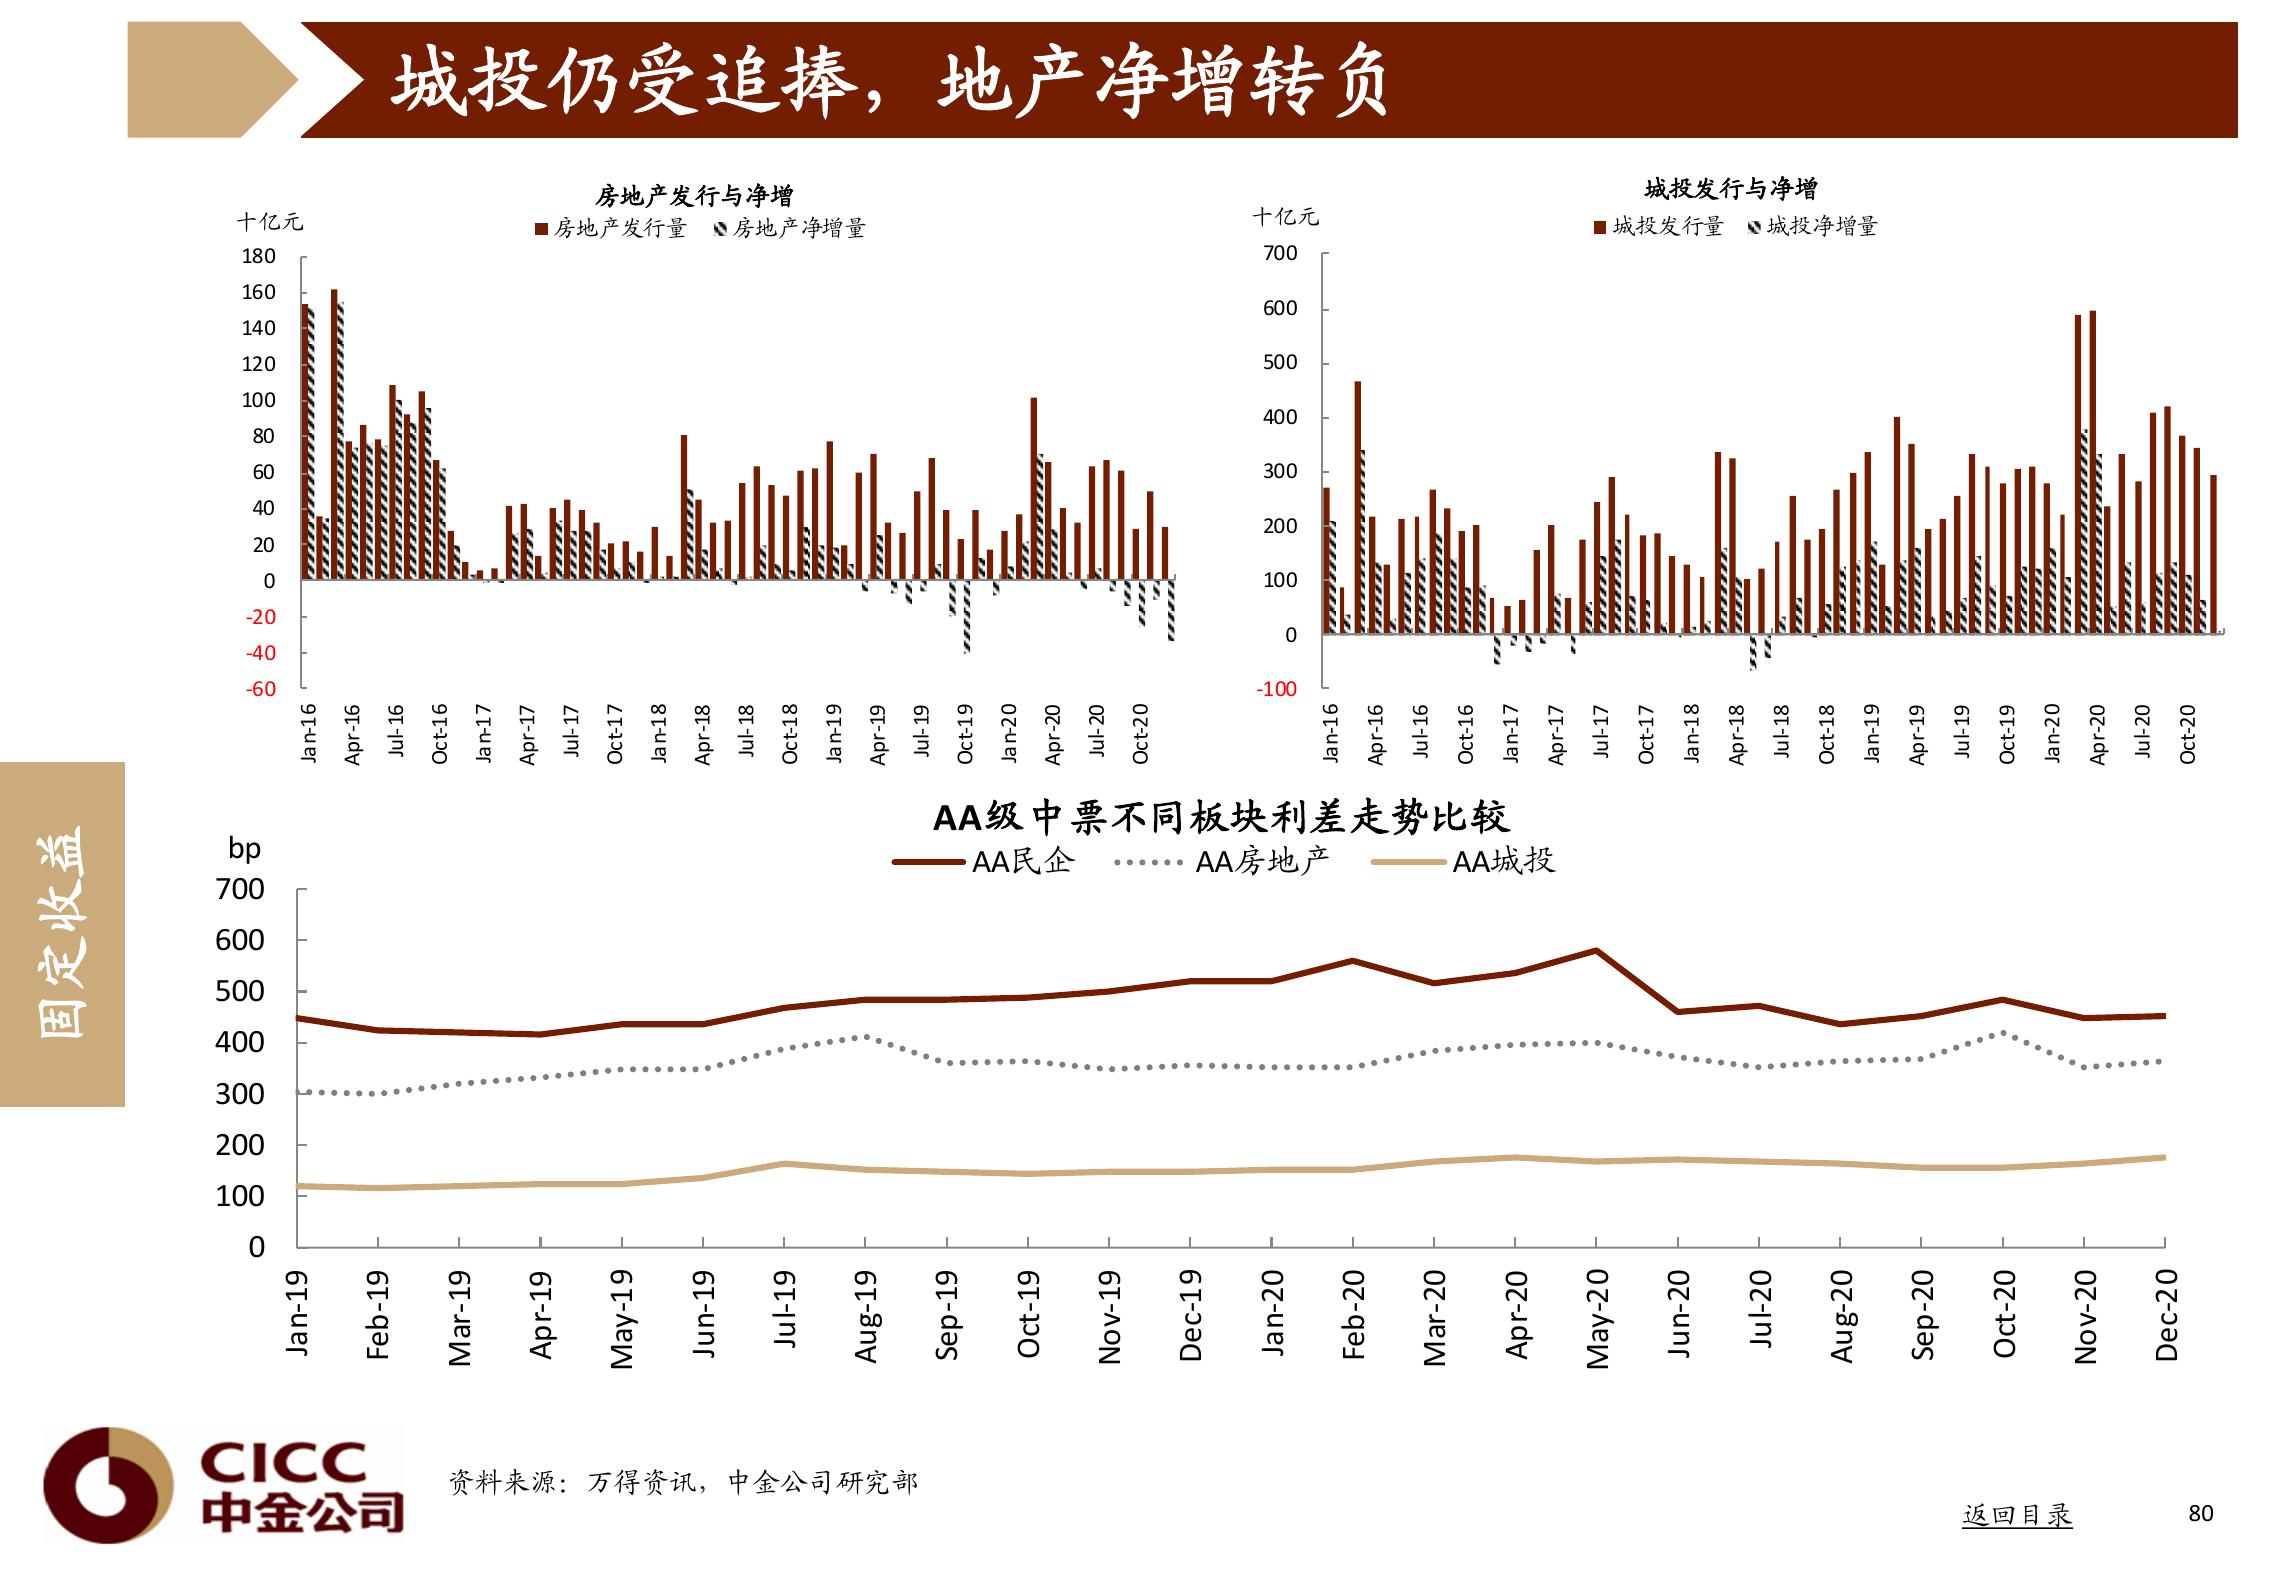 城投仍受追捧，地产净增转负
房地产发行与净增
十亿元
房地产发行量 房地产净增量
180
160
140
120
100
80
60
40
20
0
-20
-40
-60
Jan-16 Apr-16 Jul-16 Oct-16 Jan-17 Apr-17 Jul-17 Oct-17 Jan-18 Apr-18 Jul-18 Oct-18 Jan-19 Apr-19 Jul-19 Oct-19 Jan-20 Apr-20 Jul-20 Oct-20
城投发行与净增
十亿元
城投发行量 城投净增量
700
600
500
400
300
200
100
0
-100
Jan-16 Apr-16 Jul-16 Oct-16 Jan-17 Apr-17 Jul-17 Oct-17 Jan-18 Apr-18 Jul-18 Oct-18 Jan-19 Apr-19 Jul-19 Oct-19 Jan-20 Apr-20 Jul-20 Oct-20
固定收益
AA级中票不同板块利差走势比较
bp
AA民企 AA房地产 AA城投
700
600
500
400
300
200
100
0
Jan-19 Feb-19 Mar-19 Apr-19 May-19 Jun-19 Jul-19 Aug-19 Sep-19 Oct-19 Nov-19 Dec-19 Jan-20 Feb-20 Mar-20 Apr-20 May-20 Jun-20 Jul-20 Aug-20 Sep-20 Oct-20 Nov-20 Dec-20
CICC
中金公司
资料来源：万得资讯，中金公司研究部
返回目录
80